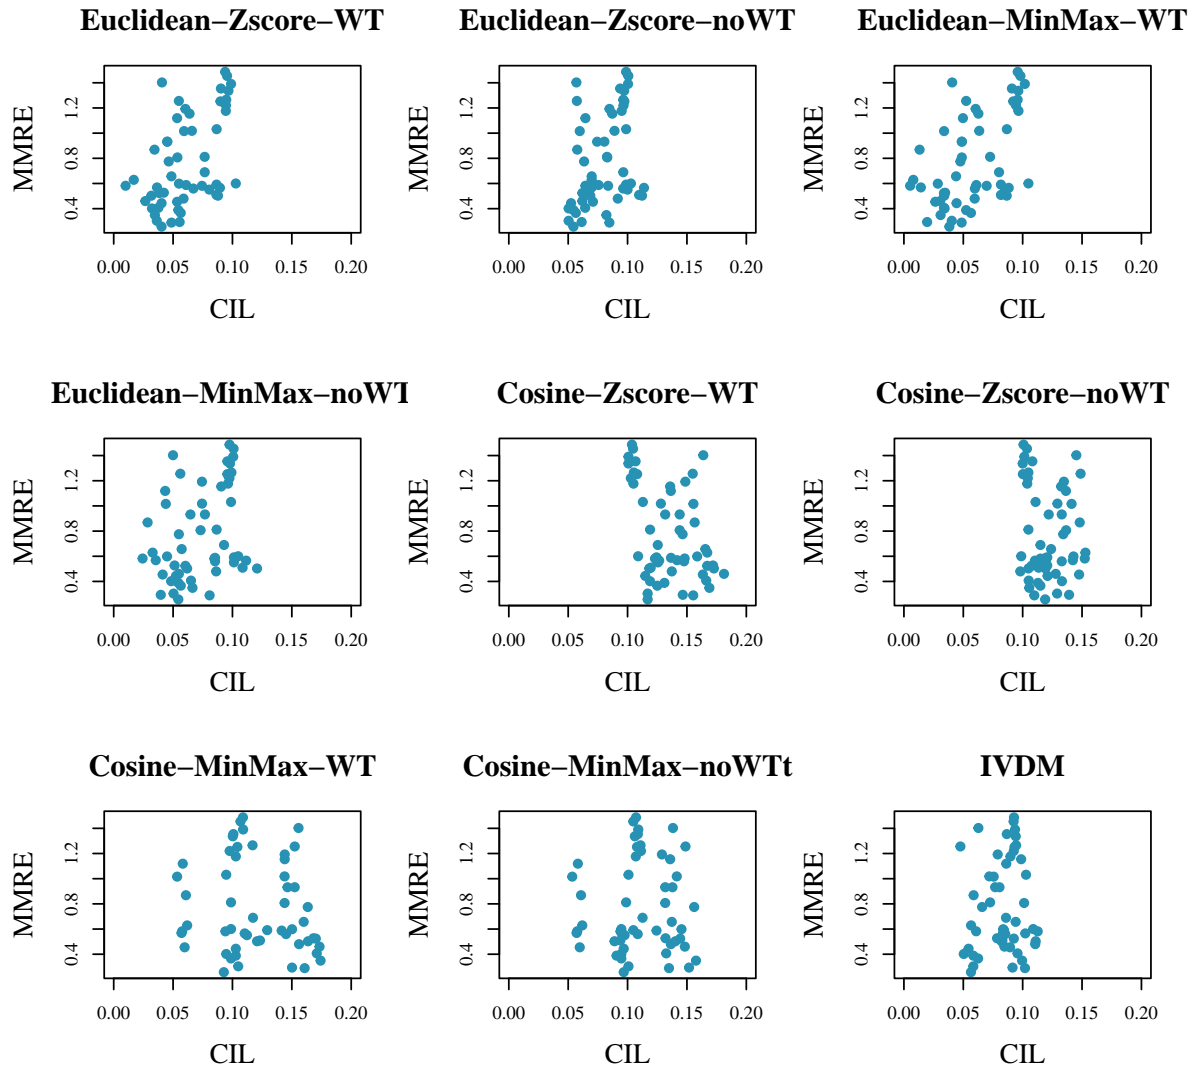 Euclidean−Zscore−WT
MMRE
0.4 0.8 1.2
0.00 0.05 0.10 0.15 0.20
CIL
Euclidean−Zscore−noWT
MMRE
0.4 0.8 1.2
0.00 0.05 0.10 0.15 0.20
CIL
Euclidean−MinMax−WT
MMRE
0.4 0.8 1.2
0.00 0.05 0.10 0.15 0.20
CIL
Euclidean−MinMax−noWT
MMRE
0.4 0.8 1.2
0.00 0.05 0.10 0.15 0.20
CIL
Cosine−Zscore−WT
MMRE
0.4 0.8 1.2
0.00 0.05 0.10 0.15 0.20
CIL
Cosine−Zscore−noWT
MMRE
0.4 0.8 1.2
0.00 0.05 0.10 0.15 0.20
CIL
Cosine−MinMax−WT
MMRE
0.4 0.8 1.2
0.00 0.05 0.10 0.15 0.20
CIL
Cosine−MinMax−noWTt
MMRE
0.4 0.8 1.2
0.00 0.05 0.10 0.15 0.20
CIL
IVDM
MMRE
0.4 0.8 1.2
0.00 0.05 0.10 0.15 0.20
CIL